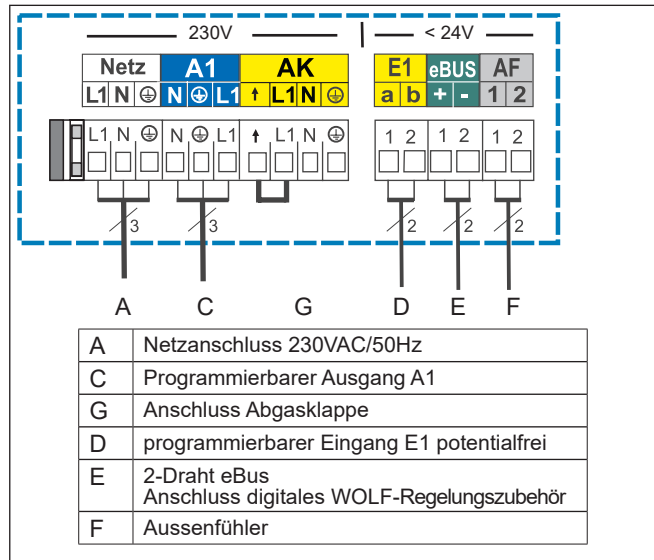 230V < 24V
Netz A1 AK E1 eBUS AF
L1 N ⏚ N ⏚ L1 ↑ L1 N ⏚ a b + - 1 2
L1 N ⏚ N ⏚ L1 ↑ L1 N ⏚ 1 2 1 2 1 2
3 3 2 2 2
A C G D E F
A Netzanschluss 230VAC/50Hz
C Programmierbarer Ausgang A1
G Anschluss Abgasklappe
D programmierbarer Eingang E1 potentialfrei
E 2-Draht eBus
Anschluss digitales WOLF-Regelungszubehör
F Aussenfühler